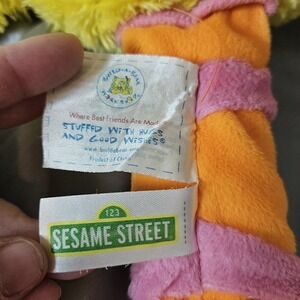 Build-A-Bear
Workshop
Where Best Friends Are Made
STUFFED WITH HUGS
AND GOOD WISHES®
www.buildabear.com
Product of China
123
SESAME STREET